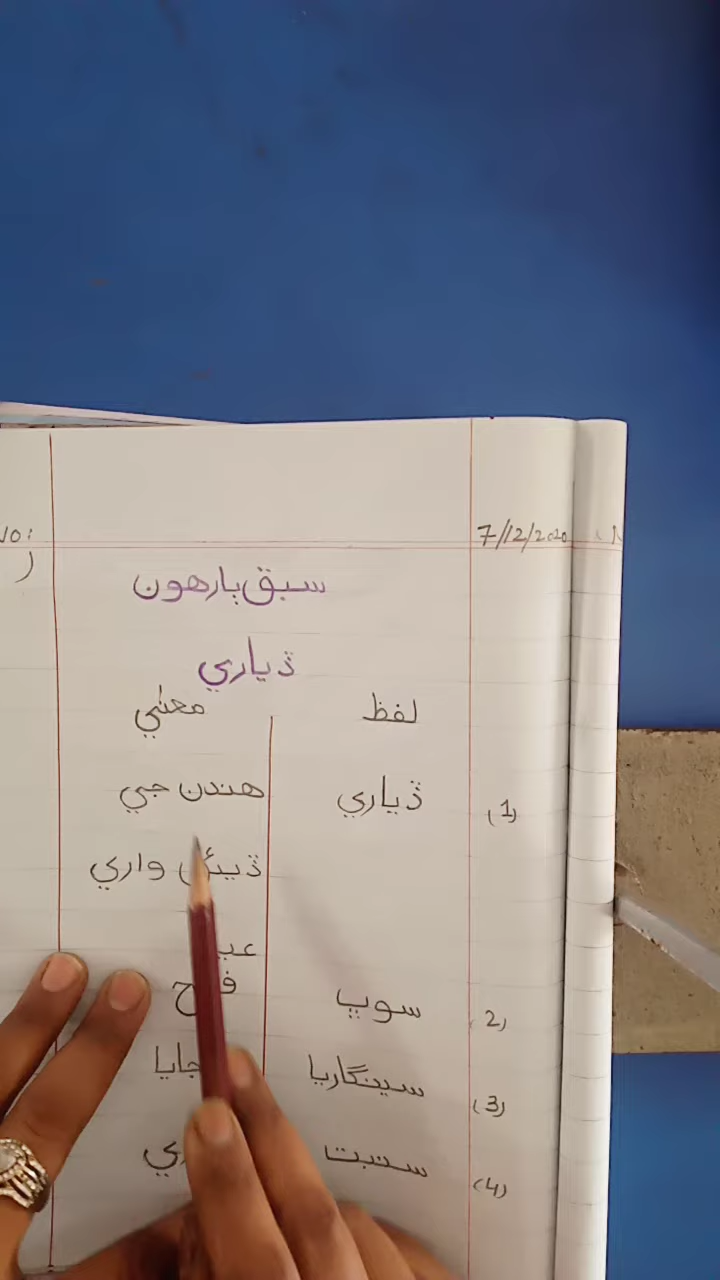 7/12/2020
سبق ٻارهون
ڏياري
لفظ معنيٰ
(1) ڏياري هندن جي
ڏيئن واري
(2) سوڀ
(3) سينگاريا
(4) سنبت